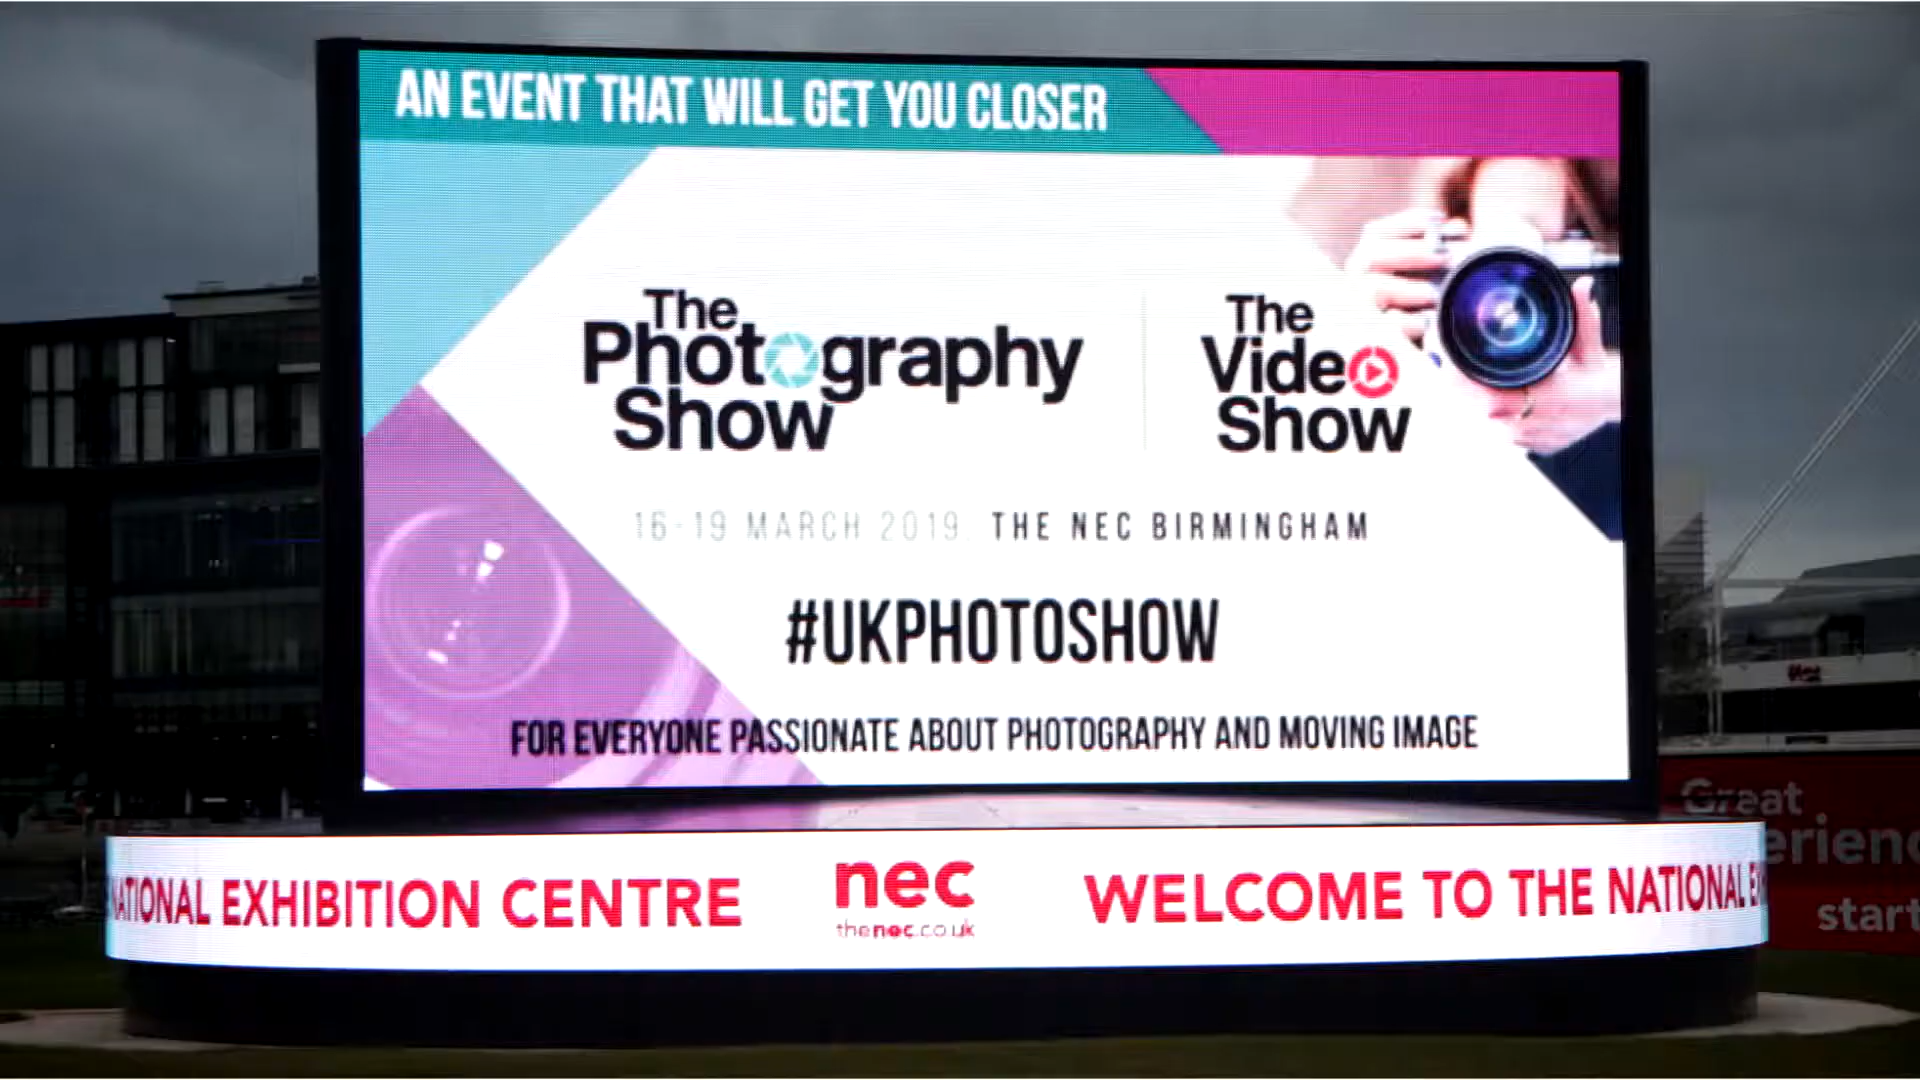 AN EVENT THAT WILL GET YOU CLOSER
The
Photography
Show
The
Video
Show
16-19 MARCH 2019. THE NEC BIRMINGHAM
#UKPHOTOSHOW
FOR EVERYONE PASSIONATE ABOUT PHOTOGRAPHY AND MOVING IMAGE
NATIONAL EXHIBITION CENTRE
nec
thenec.co.uk
WELCOME TO THE NATIONAL EX
Great
erienc
start